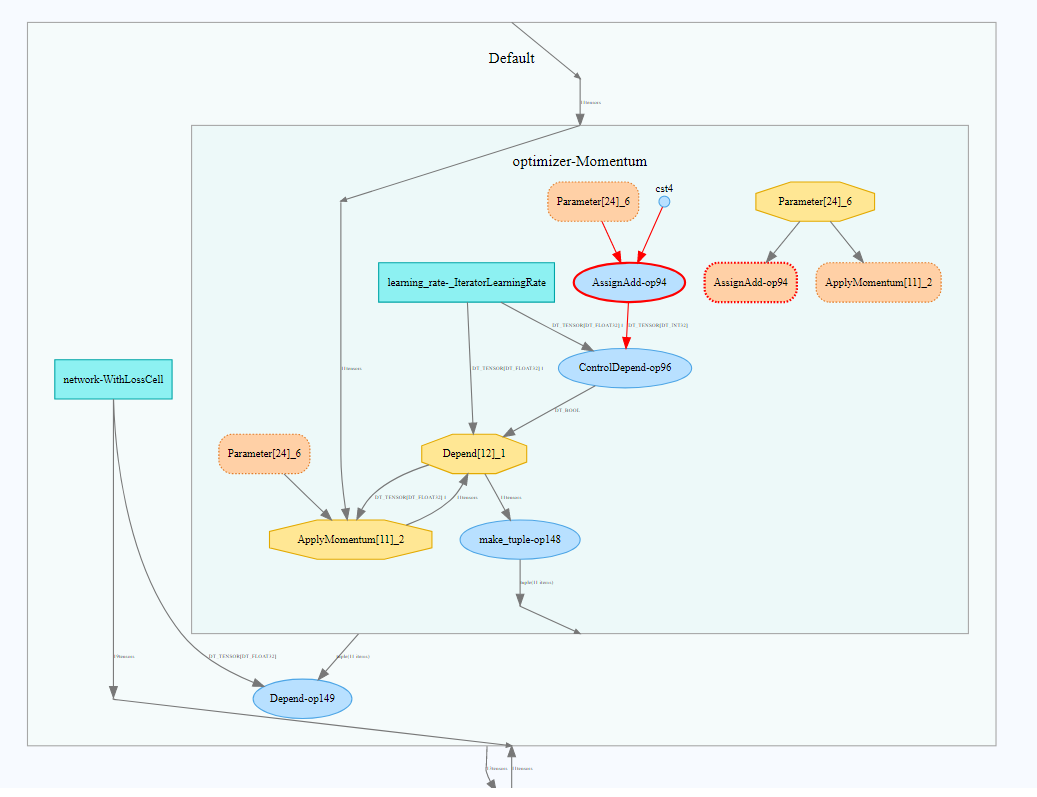 Default
11tensors
optimizer-Momentum
Parameter[24]_6
cst4
Parameter[24]_6
learning_rate-_IteratorLearningRate
AssignAdd-op94
AssignAdd-op94
ApplyMomentum[11]_2
DT_TENSOR[DT_FLOAT32] 1
DT_TENSOR[DT_INT32]
network-WithLossCell
11tensors
DT_TENSOR[DT_FLOAT32] 1
ControlDepend-op96
DT_BOOL
Parameter[24]_6
Depend[12]_1
DT_TENSOR[DT_FLOAT32] 1
11tensors
11tensors
ApplyMomentum[11]_2
make_tuple-op148
tuple(11 items)
DT_TENSOR[DT_FLOAT32]
tuple(11 items)
Depend-op149
11tensors